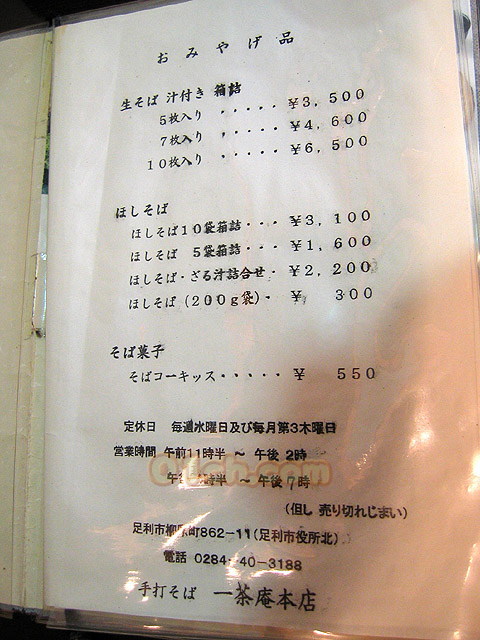 おみやげ品
生そば 汁付き 箱詰
5枚入り ・・・・・ ¥3,500
7枚入り ・・・・・ ¥4,600
10枚入り ・・・・・ ¥6,500
ほしそば
ほしそば10袋箱詰・・・ ¥3,100
ほしそば 5袋箱詰・・・ ¥1,600
ほしそば・ざる汁詰合せ・ ¥2,200
ほしそば(200g袋)・ ¥ 300
そば菓子
そばコーキッス・・・・・ ¥ 550
定休日 毎週水曜日及び毎月第3木曜日
営業時間 午前11時半 ~ 午後 2時
午 時半 ~ 午後 7時
(但し 売り切れじまい)
足利市柳原町862-11(足利市役所北)
電話 0284-40-3188
手打そば 一茶庵本店